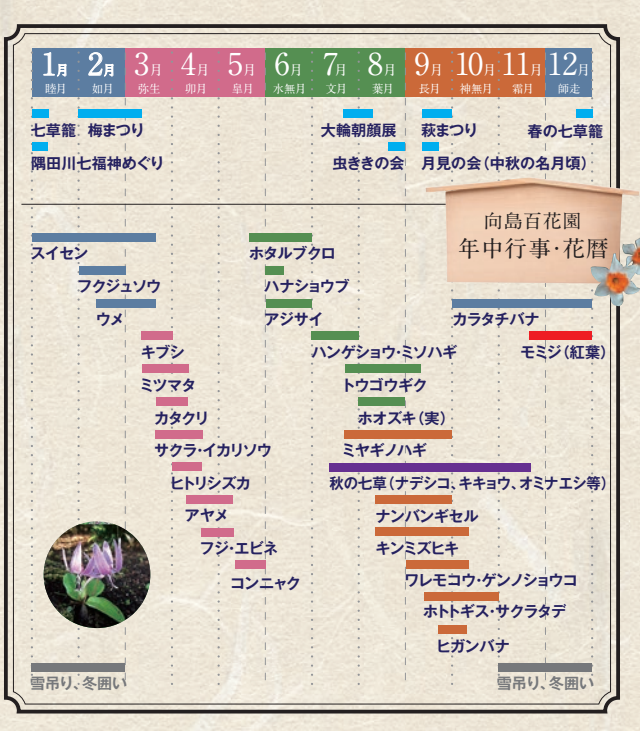 1月 2月 3月 4月 5月 6月 7月 8月 9月 10月 11月 12月
睦月 如月 弥生 卯月 皐月 水無月 文月 葉月 長月 神無月 霜月 師走
七草籠 梅まつり 大輪朝顔展 萩まつり 春の七草籠
隅田川七福神めぐり 虫ききの会 月見の会(中秋の名月頃)
向島百花園
年中行事・花暦
スイセン ホタルブクロ
フクジュソウ ハナショウブ
ウメ アジサイ カラタチバナ
キブシ ハンゲショウ・ミソハギ モミジ(紅葉)
ミツマタ トウゴウギク
カタクリ ホオズキ(実)
サクラ・イカリソウ ミヤギノハギ
ヒトリシズカ 秋の七草(ナデシコ、キキョウ、オミナエシ等)
アヤメ ナンバンギセル
フジ・エビネ キンミズヒキ
コンニャク ワレモコウ・ゲンノショウコ
ホトトギス・サクラタデ
ヒガンバナ
雪吊り、冬囲い 雪吊り、冬囲い